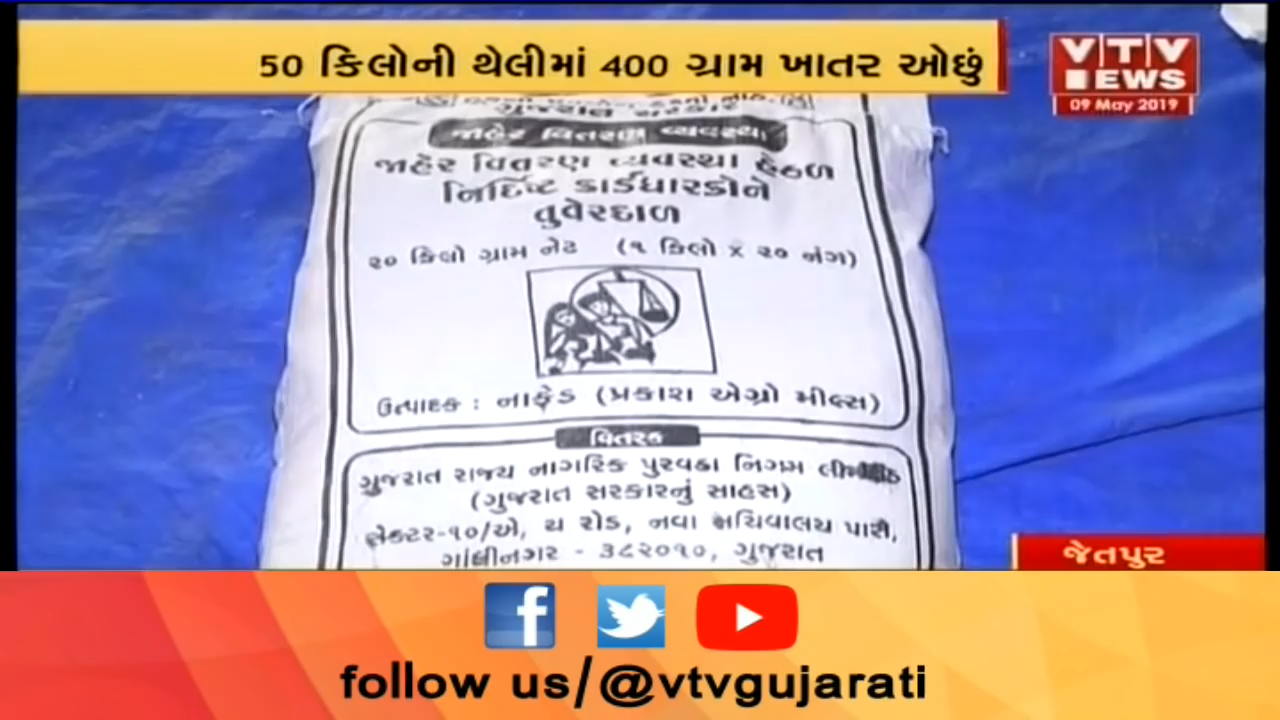 50 કિલોની થેલીમાં 400 ગ્રામ ખાતર ઓછું
VTV
NEWS
09 May 2019
ગુજરાત સરકાર
જાહેર વિતરણ વ્યવસ્થા
જાહેર વિતરણ વ્યવસ્થા હેઠળ
નિર્દિષ્ટ કાર્ડધારકોને
તુવેરદાળ
૨૦ કિલો ગ્રામ નેટ (૧ કિલો x ૨૦ નંગ)
ઉત્પાદક : નાફેડ (પ્રકાશ એગ્રો મીલ્સ)
વિતરક
ગુજરાત રાજ્ય નાગરિક પુરવઠા નિગમ
(ગુજરાત સરકારનું સાહસ)
સેક્ટર-૧૦/એ, ચ રોડ, નવા સચિવાલય પાસે,
ગાંધીનગર - ૩૮૨૦૧૦, ગુજરાત
જેતપુર
follow us/@vtvgujarati